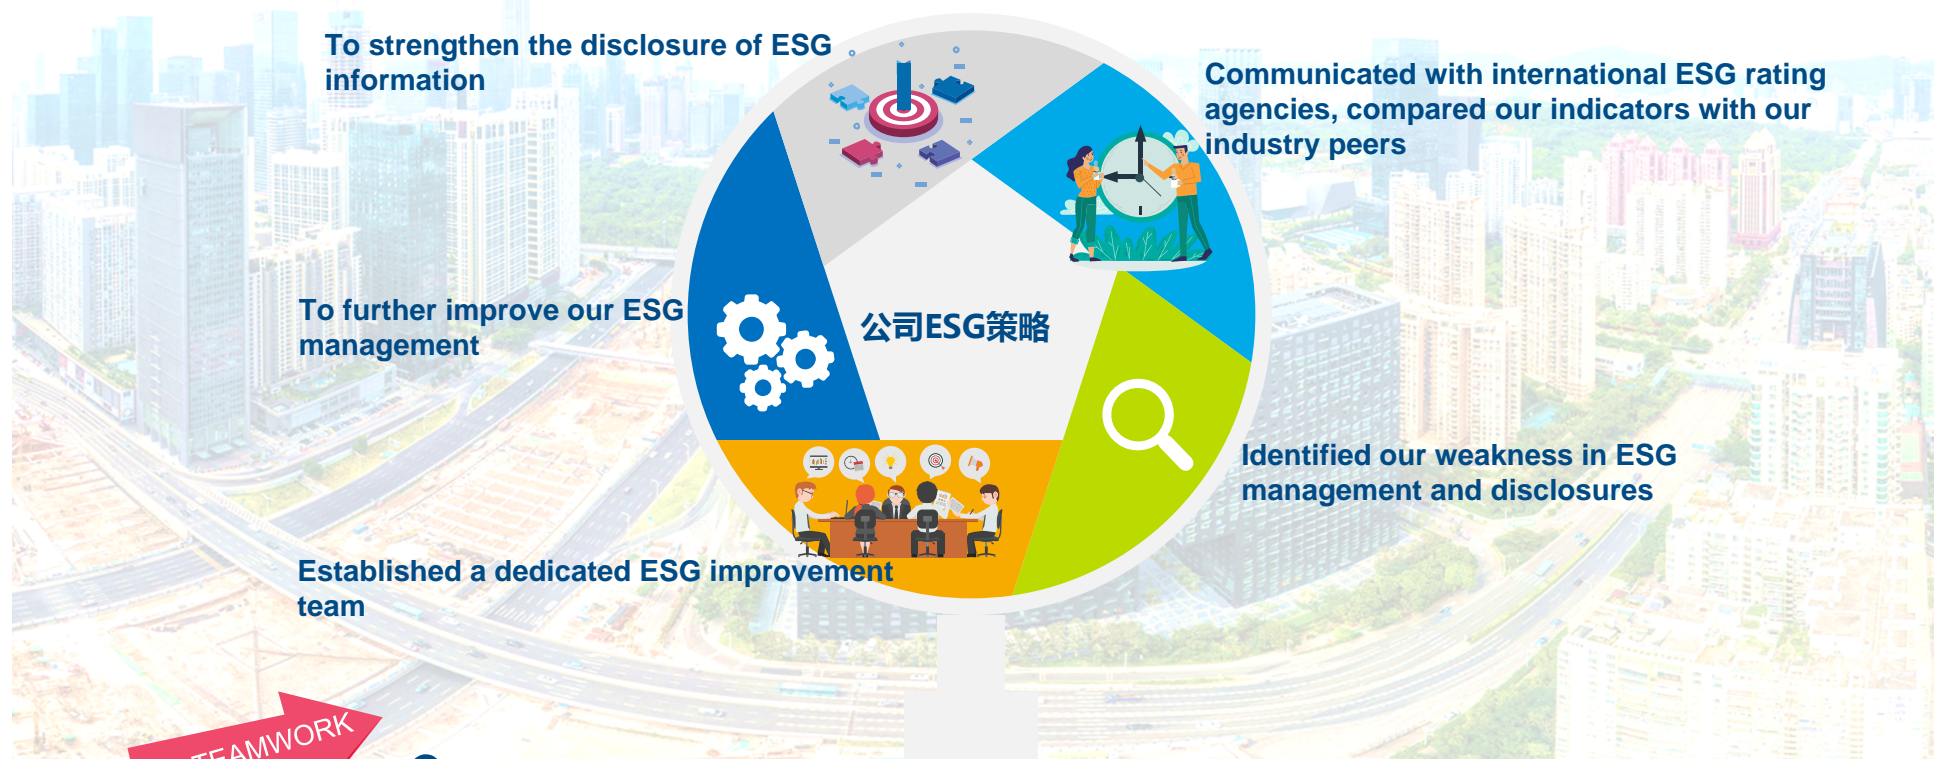 To strengthen the disclosure of ESG
information
Communicated with international ESG rating
agencies, compared our indicators with our
industry peers
To further improve our ESG
management
公司ESG策略
Identified our weakness in ESG
management and disclosures
Established a dedicated ESG improvement
team
TEAMWORK